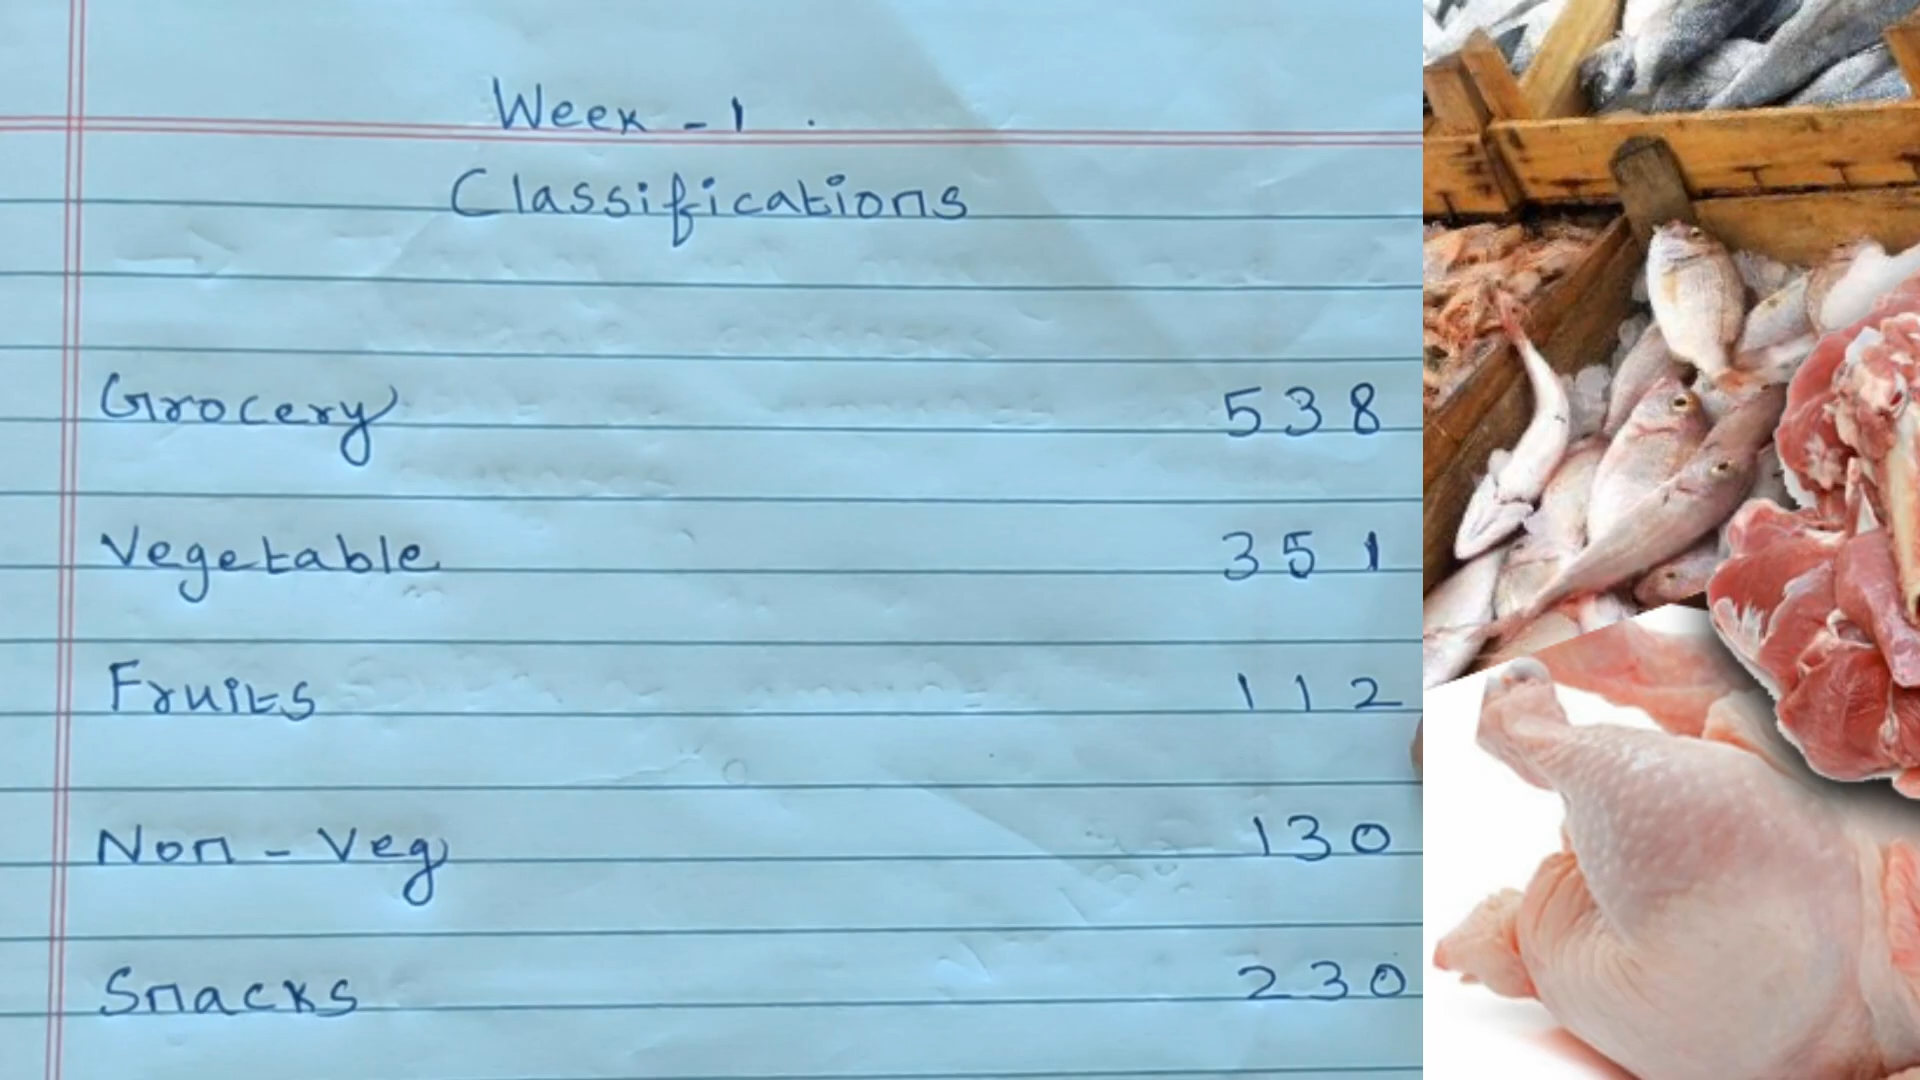 Week - 1
Classifications
Grocery 538
Vegetable 351
Fruits 112
Non - Veg 130
Snacks 230